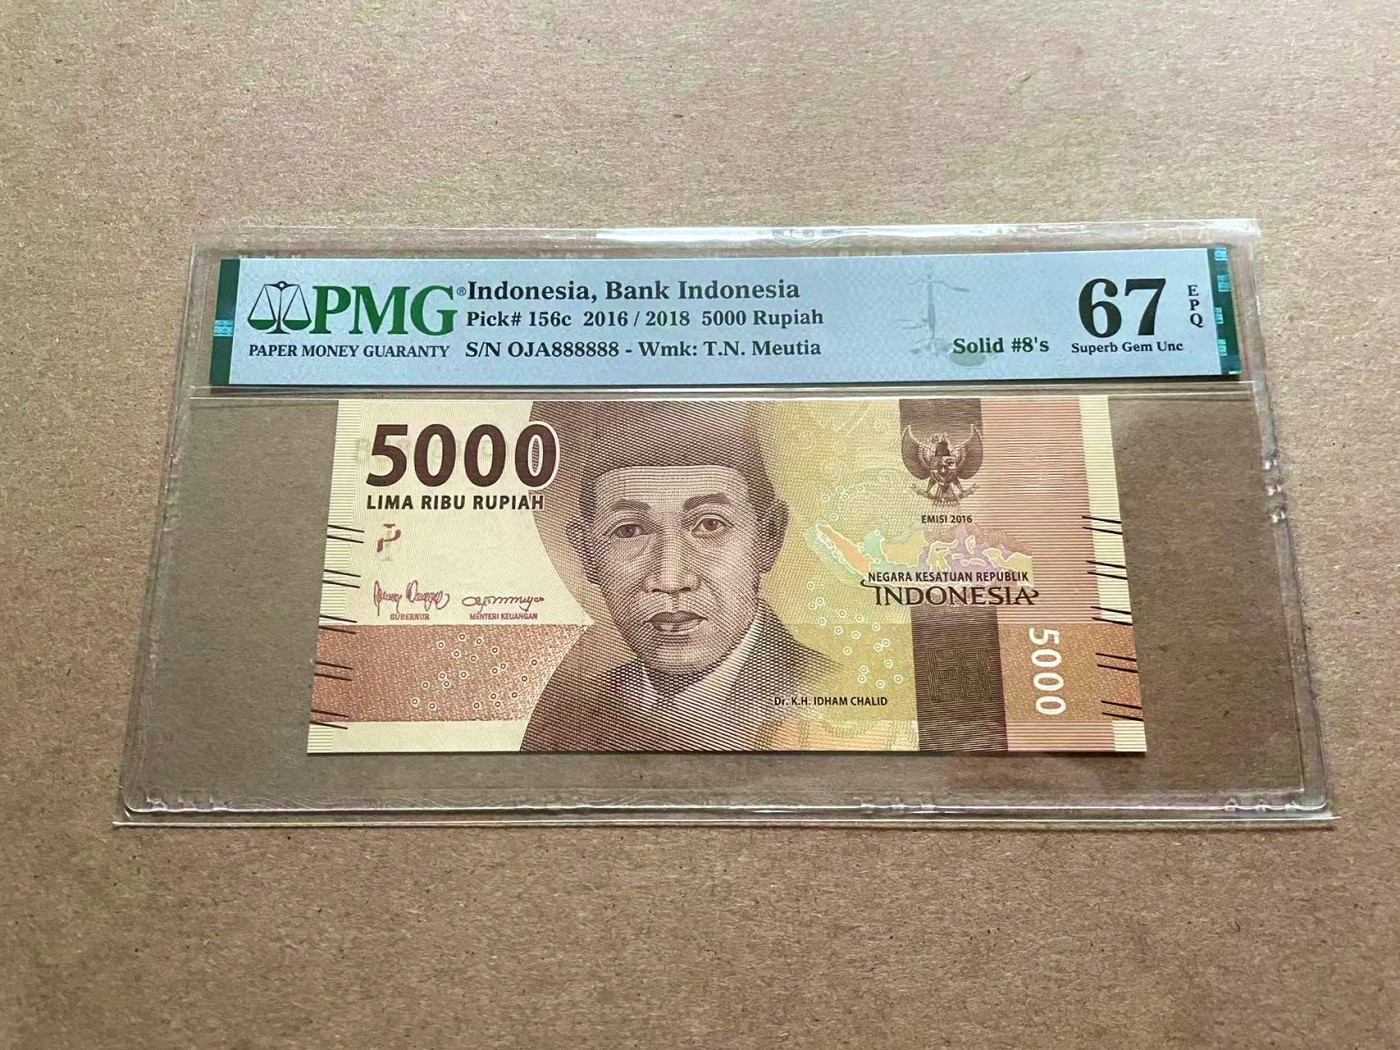 PMG®
PAPER MONEY GUARANTY
Indonesia, Bank Indonesia
Pick# 156c 2016 / 2018 5000 Rupiah
S/N OJA888888 - Wmk: T.N. Meutia
Solid #8's
67
EPQ
Superb Gem Unc
5000
LIMA RIBU RUPIAH
GUBERNUR
MENTERI KEUANGAN
EMISI 2016
NEGARA KESATUAN REPUBLIK
INDONESIA
5000
Dr. K.H. IDHAM CHALID